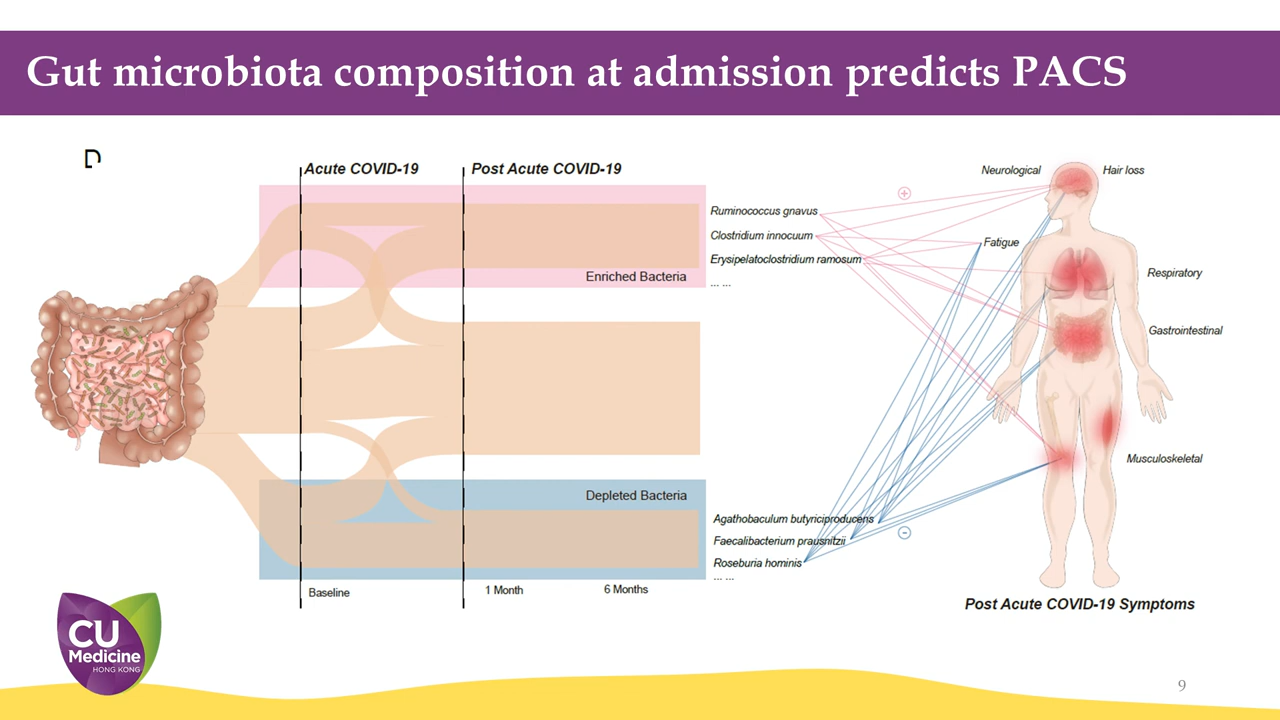 Gut microbiota composition at admission predicts PACS
D
Acute COVID-19
Post Acute COVID-19
Ruminococcus gnavus
Clostridium innocuum
Erysipelatoclostridium ramosum
... ...
Enriched Bacteria
+
Neurological
Hair loss
Fatigue
Respiratory
Gastrointestinal
Musculoskeletal
Depleted Bacteria
Agathobaculum butyriciproducens
Faecalibacterium prausnitzii
Roseburia hominis
... ...
-
Baseline
1 Month
6 Months
Post Acute COVID-19 Symptoms
CU
Medicine
HONG KONG
9